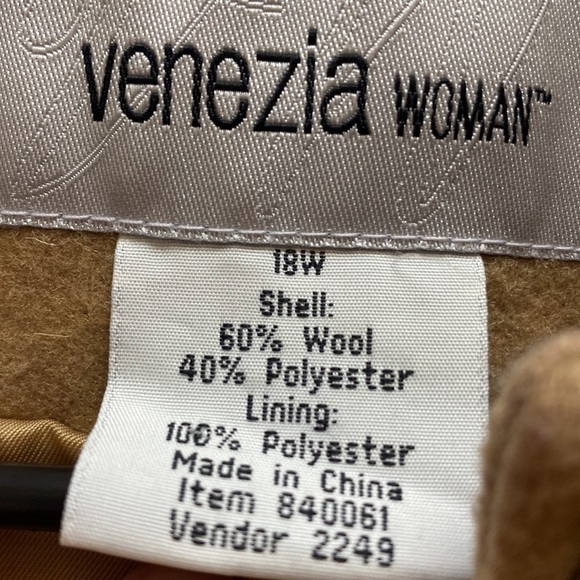 venezia WOMAN™
18W
Shell:
60% Wool
40% Polyester
Lining:
100% Polyester
Made in China
Item 840061
Vendor 2249